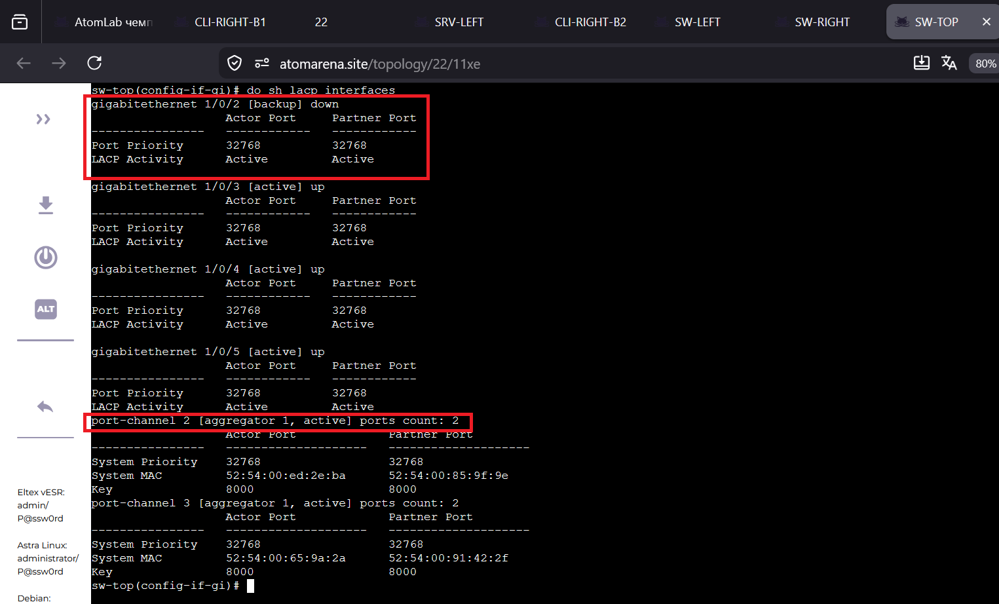 AtomLab чемп
CLI-RIGHT-B1
22
SRV-LEFT
CLI-RIGHT-B2
SW-LEFT
SW-RIGHT
SW-TOP
atomarena.site/topology/22/11xe
80%
sw-top(config-if-gi)# do sh lacp interfaces
gigabitethernet 1/0/2 [backup] down
Actor Port Partner Port
---------------- ------------ ------------
Port Priority 32768 32768
LACP Activity Active Active
gigabitethernet 1/0/3 [active] up
Actor Port Partner Port
---------------- ------------ ------------
Port Priority 32768 32768
LACP Activity Active Active
gigabitethernet 1/0/4 [active] up
Actor Port Partner Port
---------------- ------------ ------------
Port Priority 32768 32768
LACP Activity Active Active
gigabitethernet 1/0/5 [active] up
Actor Port Partner Port
---------------- ------------ ------------
Port Priority 32768 32768
LACP Activity Active Active
port-channel 2 [aggregator 1, active] ports count: 2
Actor Port Partner Port
---------------- -------------------- --------------------
System Priority 32768 32768
System MAC 52:54:00:ed:2e:ba 52:54:00:85:9f:9e
Key 8000 8000
port-channel 3 [aggregator 1, active] ports count: 2
Actor Port Partner Port
---------------- -------------------- --------------------
System Priority 32768 32768
System MAC 52:54:00:65:9a:2a 52:54:00:91:42:2f
Key 8000 8000
sw-top(config-if-gi)#
ALT
Eltex vESR:
admin/
P@ssw0rd
Astra Linux:
administrator/
P@ssw0rd
Debian: